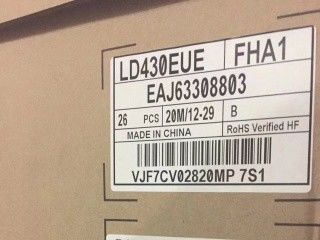 LD430EUE FHA1
EAJ63308803
26 PCS 20M/12-29 B
MADE IN CHINA RoHS Verified HF
VJF7CV02820MP 7S1